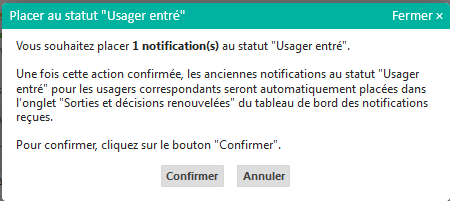 Placer au statut "Usager entré"
Fermer ×
Vous souhaitez placer 1 notification(s) au statut "Usager entré".
Une fois cette action confirmée, les anciennes notifications au statut "Usager
entré" pour les usagers correspondants seront automatiquement placées dans
l'onglet "Sorties et décisions renouvelées" du tableau de bord des notifications
reçues.
Pour confirmer, cliquez sur le bouton "Confirmer".
Confirmer
Annuler